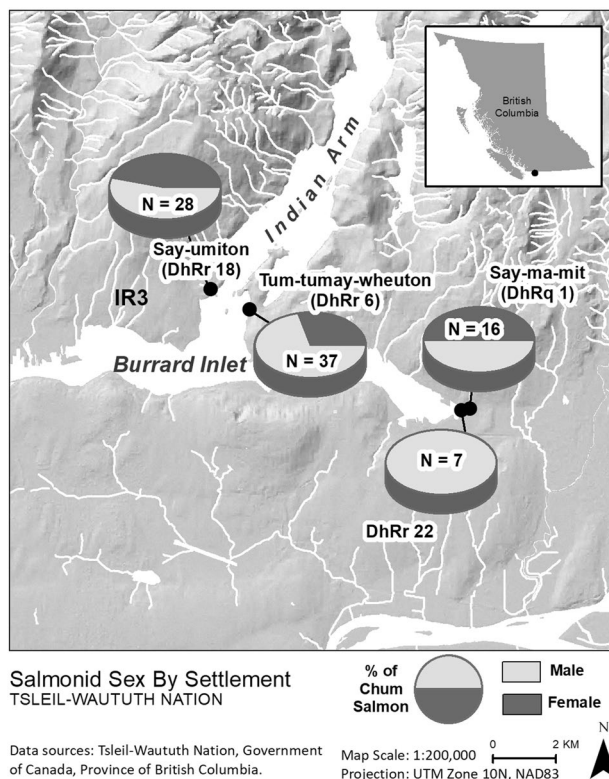 British
Columbia
Indian Arm
N = 28
Say-umiton
(DhRr 18)
IR3
Tum-tumay-wheuton
(DhRr 6)
Say-ma-mit
(DhRq 1)
N = 16
Burrard Inlet
N = 37
N = 7
DhRr 22
Salmonid Sex By Settlement
TSLEIL-WAUTUTH NATION
Data sources: Tsleil-Waututh Nation, Government
of Canada, Province of British Columbia.
% of
Chum
Salmon
Male
Female
Map Scale: 1:200,000
0 2 KM
Projection: UTM Zone 10N, NAD83
N